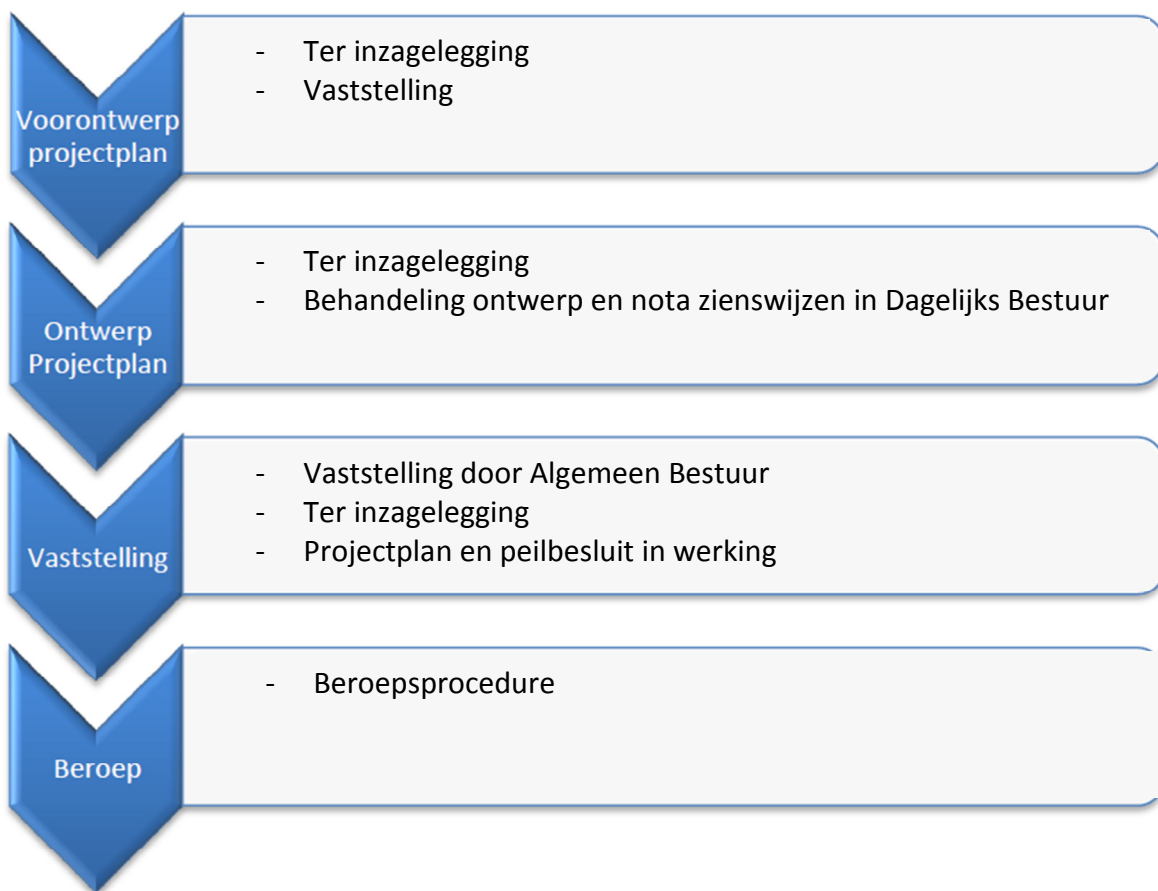 Voorontwerp
projectplan
- Ter inzagelegging
- Vaststelling
Ontwerp
Projectplan
- Ter inzagelegging
- Behandeling ontwerp en nota zienswijzen in Dagelijks Bestuur
Vaststelling
- Vaststelling door Algemeen Bestuur
- Ter inzagelegging
- Projectplan en peilbesluit in werking
Beroep
- Beroepsprocedure